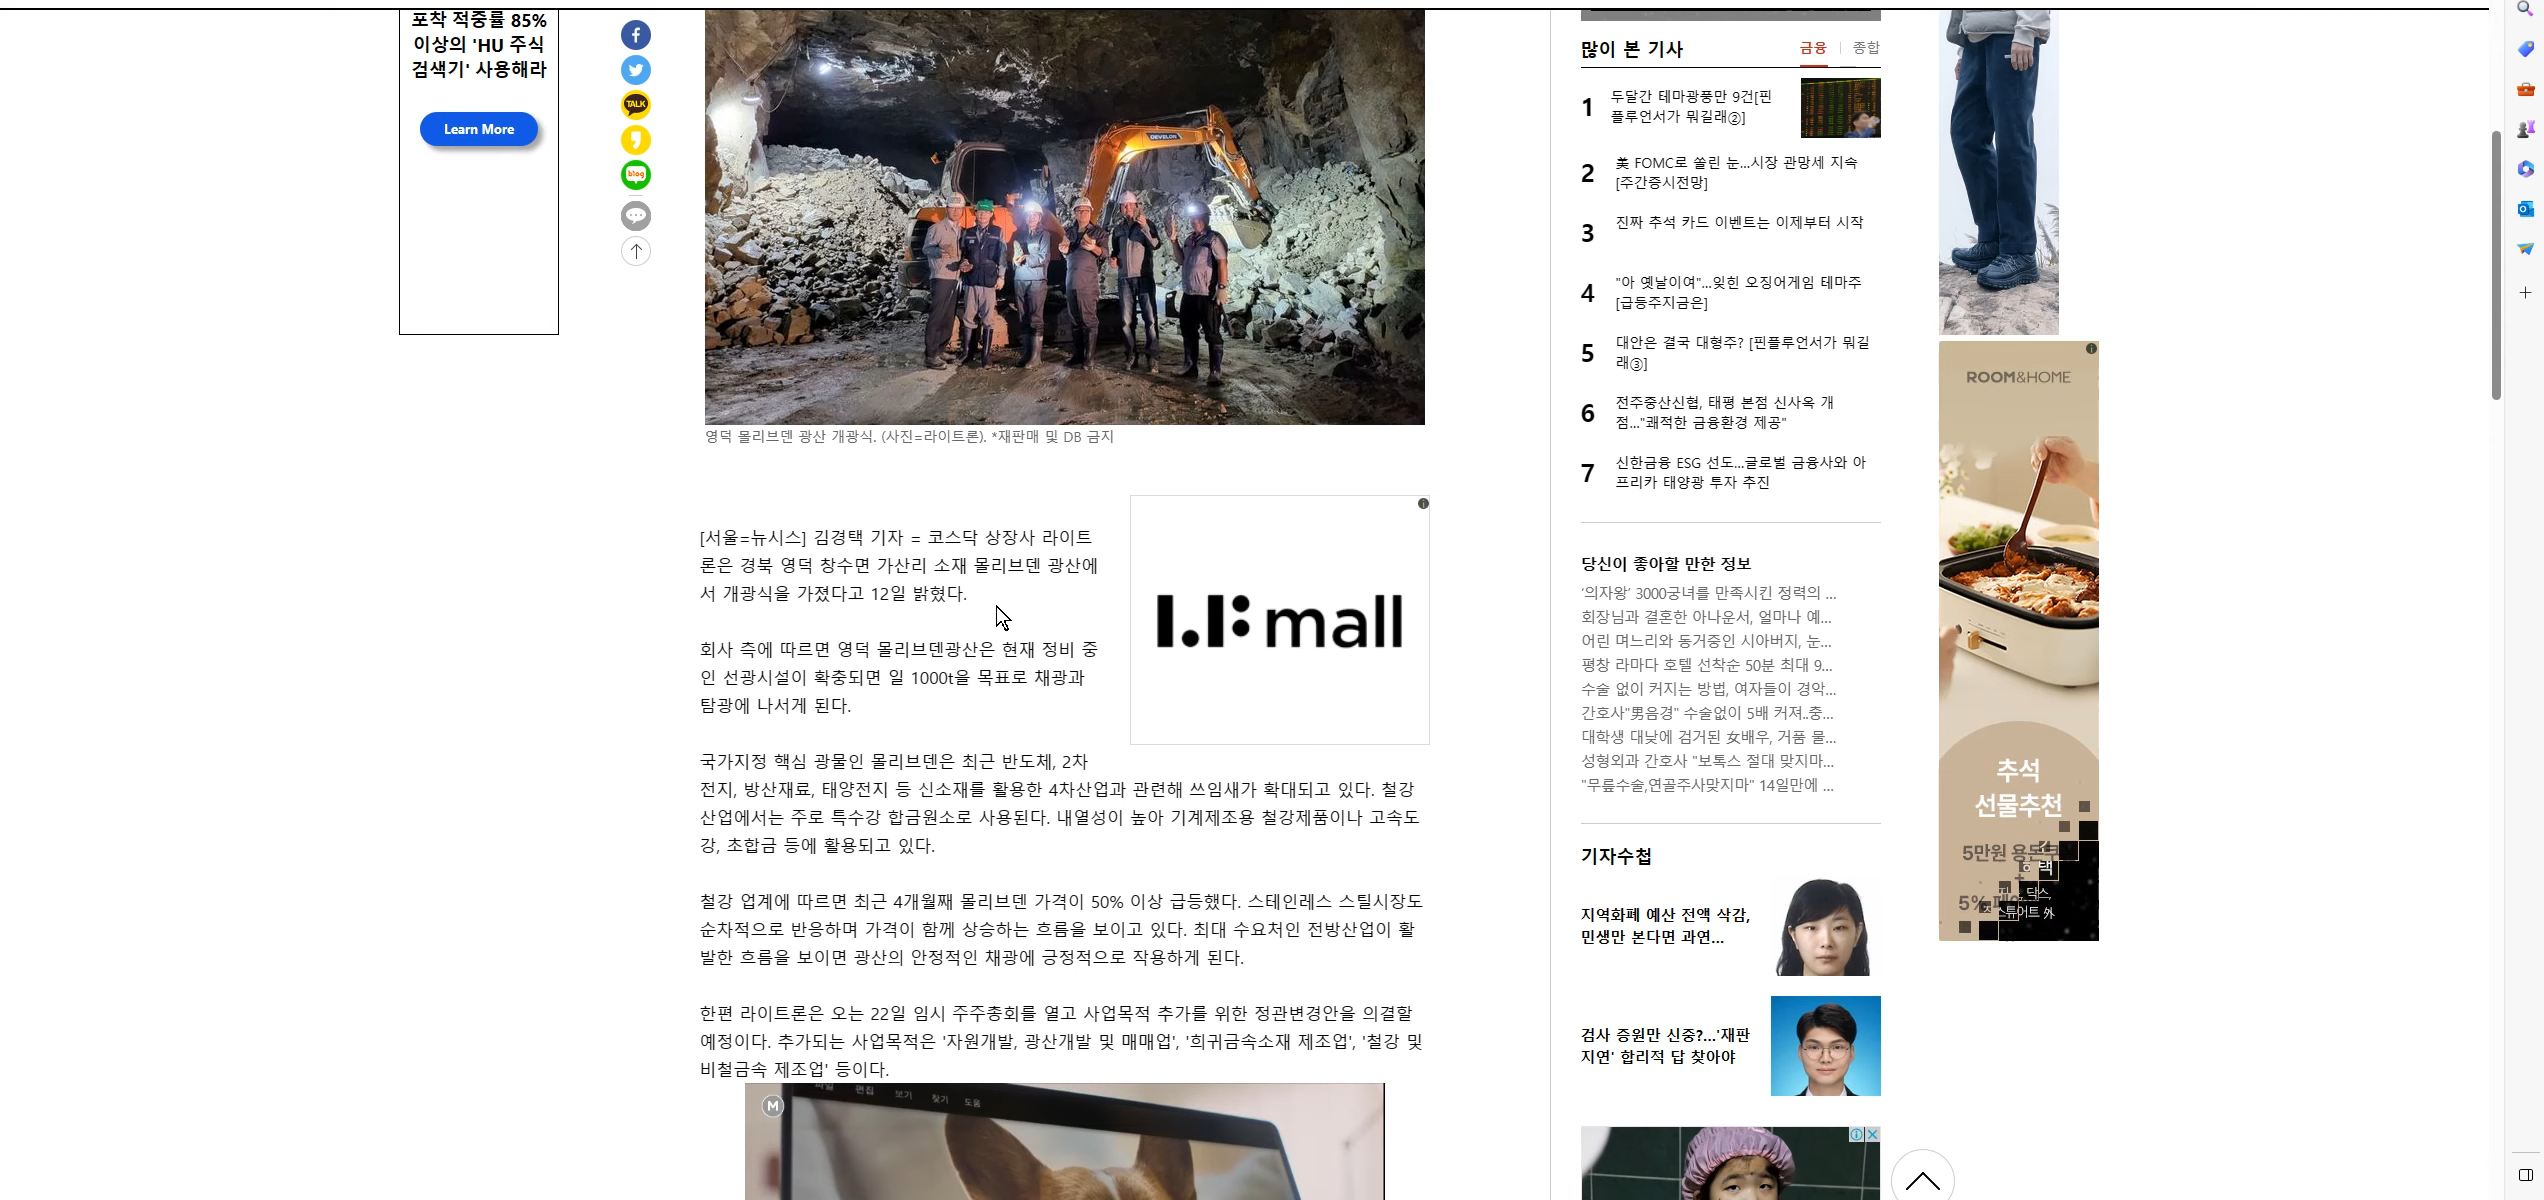 포착 적중률 85%
이상의 'HU 주식
검색기' 사용해라
Learn More
TALK
blog
DEVELON
영덕 몰리브덴 광산 개광식. (사진=라이트론). *재판매 및 DB 금지
[서울=뉴시스] 김경택 기자 = 코스닥 상장사 라이트
론은 경북 영덕 창수면 가산리 소재 몰리브덴 광산에
서 개광식을 가졌다고 12일 밝혔다.
회사 측에 따르면 영덕 몰리브덴광산은 현재 정비 중
인 선광시설이 확충되면 일 1000t을 목표로 채광과
탐광에 나서게 된다.
국가지정 핵심 광물인 몰리브덴은 최근 반도체, 2차
전지, 방산재료, 태양전지 등 신소재를 활용한 4차산업과 관련해 쓰임새가 확대되고 있다. 철강
산업에서는 주로 특수강 합금원소로 사용된다. 내열성이 높아 기계제조용 철강제품이나 고속도
강, 초합금 등에 활용되고 있다.
철강 업계에 따르면 최근 4개월째 몰리브덴 가격이 50% 이상 급등했다. 스테인레스 스틸시장도
순차적으로 반응하며 가격이 함께 상승하는 흐름을 보이고 있다. 최대 수요처인 전방산업이 활
발한 흐름을 보이면 광산의 안정적인 채광에 긍정적으로 작용하게 된다.
한편 라이트론은 오는 22일 임시 주주총회를 열고 사업목적 추가를 위한 정관변경안을 의결할
예정이다. 추가되는 사업목적은 '자원개발, 광산개발 및 매매업', '희귀금속소재 제조업', '철강 및
비철금속 제조업' 등이다.
LF mall
M
편집 보기 찾기 도움
많이 본 기사 금융 종합
1 두달간 테마광풍만 9건[핀
플루언서가 뭐길래②]
2 美 FOMC로 쏠린 눈...시장 관망세 지속
[주간증시전망]
3 진짜 추석 카드 이벤트는 이제부터 시작
4 "아 옛날이여"...잊힌 오징어게임 테마주
[급등주지금은]
5 대안은 결국 대형주? [핀플루언서가 뭐길
래③]
6 전주중산신협, 태평 본점 신사옥 개
점..."쾌적한 금융환경 제공"
7 신한금융 ESG 선도...글로벌 금융사와 아
프리카 태양광 투자 추진
당신이 좋아할 만한 정보
'의자왕' 3000궁녀를 만족시킨 정력의 ...
회장님과 결혼한 아나운서, 얼마나 예...
어린 며느리와 동거중인 시아버지, 눈...
평창 라마다 호텔 선착순 50분 최대 9...
수술 없이 커지는 방법, 여자들이 경악...
간호사"男음경" 수술없이 5배 커져..충...
대학생 대낮에 검거된 女배우, 거품 물...
성형외과 간호사 "보톡스 절대 맞지마...
"무릎수술,연골주사맞지마" 14일만에 ...
기자수첩
지역화폐 예산 전액 삭감,
민생만 본다면 과연...
검사 증원만 신중?...'재판
지연' 합리적 답 찾아야
ROOM&HOME
추석
선물추천
5만원
5%